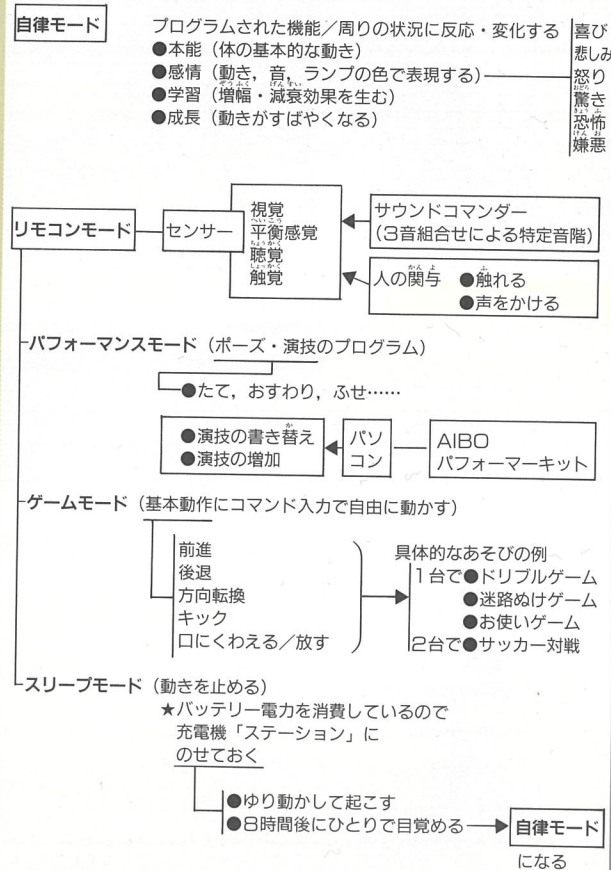 自律モード
プログラムされた機能／周りの状況に反応・変化する
●本能（体の基本的な動き）
●感情（動き，音，ランプの色で表現する）
●学習（増幅・減衰効果を生む）
●成長（動きがすばやくなる）
喜び
悲しみ
怒り
驚き
恐怖
嫌悪
リモコンモード
センサー
視覚
平衡感覚
聴覚
触覚
サウンドコマンダー
（3音組合せによる特定音階）
人の関与　●触れる
●声をかける
パフォーマンスモード（ポーズ・演技のプログラム）
●たて，おすわり，ふせ……
●演技の書き替え
●演技の増加
パソ
コン
AIBO
パフォーマーキット
ゲームモード（基本動作にコマンド入力で自由に動かす）
前進
後退
方向転換
キック
口にくわえる／放す
具体的なあそびの例
1台で●ドリブルゲーム
●迷路ぬけゲーム
●お使いゲーム
2台で●サッカー対戦
スリープモード（動きを止める）
★バッテリー電力を消費しているので
充電機「ステーション」に
のせておく
●ゆり動かして起こす
●8時間後にひとりで目覚める
自律モード
になる